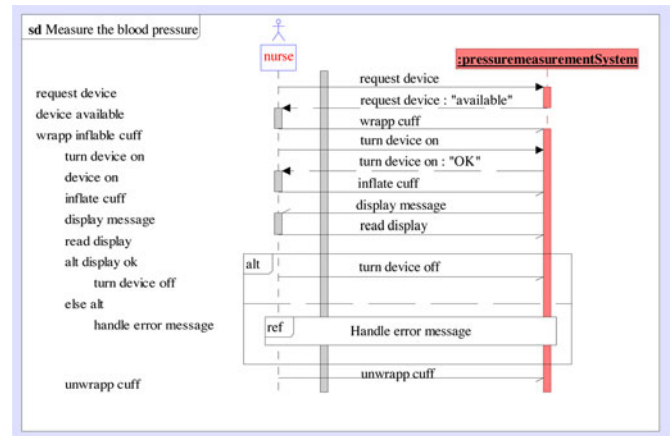 sd Measure the blood pressure
nurse
:pressuremeasurementSystem
request device
device available
wrapp inflable cuff
turn device on
device on
inflate cuff
display message
read display
alt display ok
turn device off
else alt
handle error message
unwrapp cuff
request device
request device : "available"
wrapp cuff
turn device on
turn device on : "OK"
inflate cuff
display message
read display
alt
turn device off
ref
Handle error message
unwrapp cuff